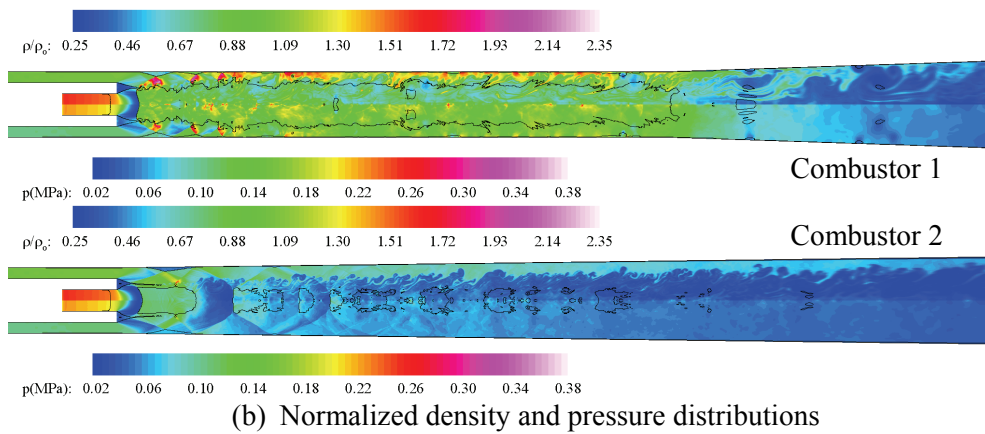 ρ/ρ₀: 0.25 0.46 0.67 0.88 1.09 1.30 1.51 1.72 1.93 2.14 2.35
p(MPa): 0.02 0.06 0.10 0.14 0.18 0.22 0.26 0.30 0.34 0.38
Combustor 1
ρ/ρ₀: 0.25 0.46 0.67 0.88 1.09 1.30 1.51 1.72 1.93 2.14 2.35
Combustor 2
p(MPa): 0.02 0.06 0.10 0.14 0.18 0.22 0.26 0.30 0.34 0.38
(b) Normalized density and pressure distributions